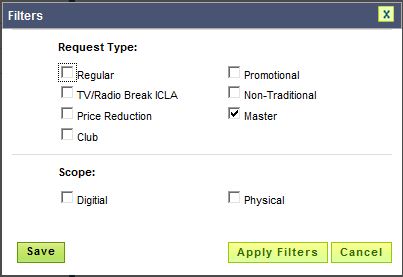 Filters
X
Request Type:
Regular
Promotional
TV/Radio Break ICLA
Non-Traditional
Price Reduction
Master
Club
Scope:
Digitial
Physical
Save
Apply Filters
Cancel